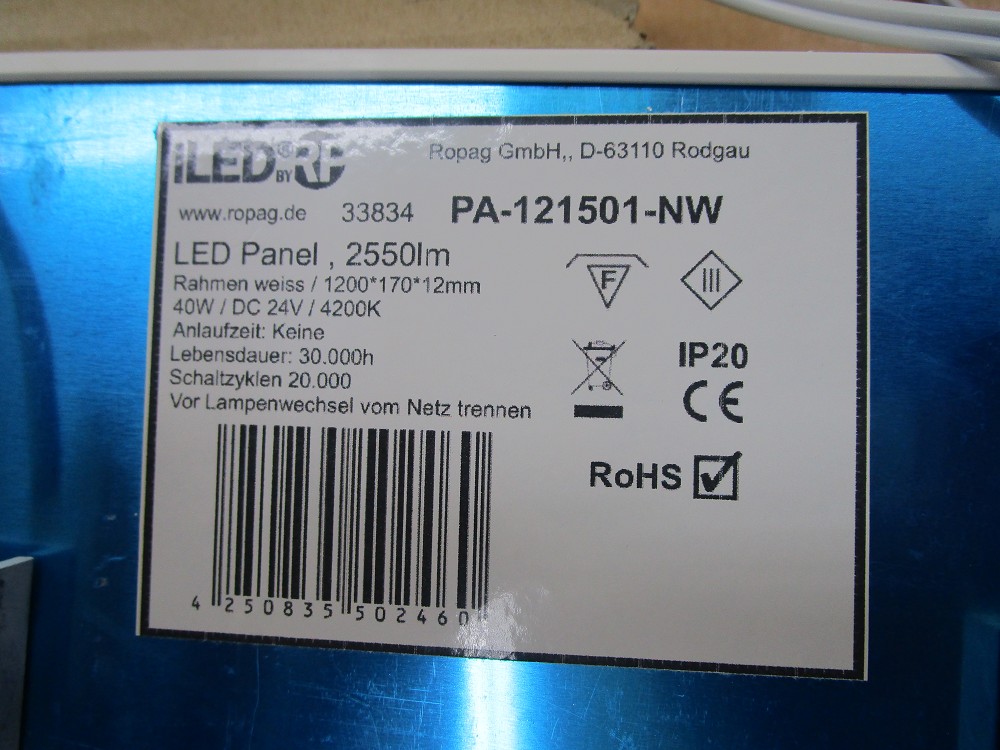 iLED® BY RP
Ropag GmbH,, D-63110 Rodgau
www.ropag.de 33834 PA-121501-NW
LED Panel , 2550lm
Rahmen weiss / 1200*170*12mm
40W / DC 24V / 4200K
Anlaufzeit: Keine
Lebensdauer: 30.000h
Schaltzyklen 20.000
Vor Lampenwechsel vom Netz trennen
F III
IP20
CE
RoHS
4 250835 502460